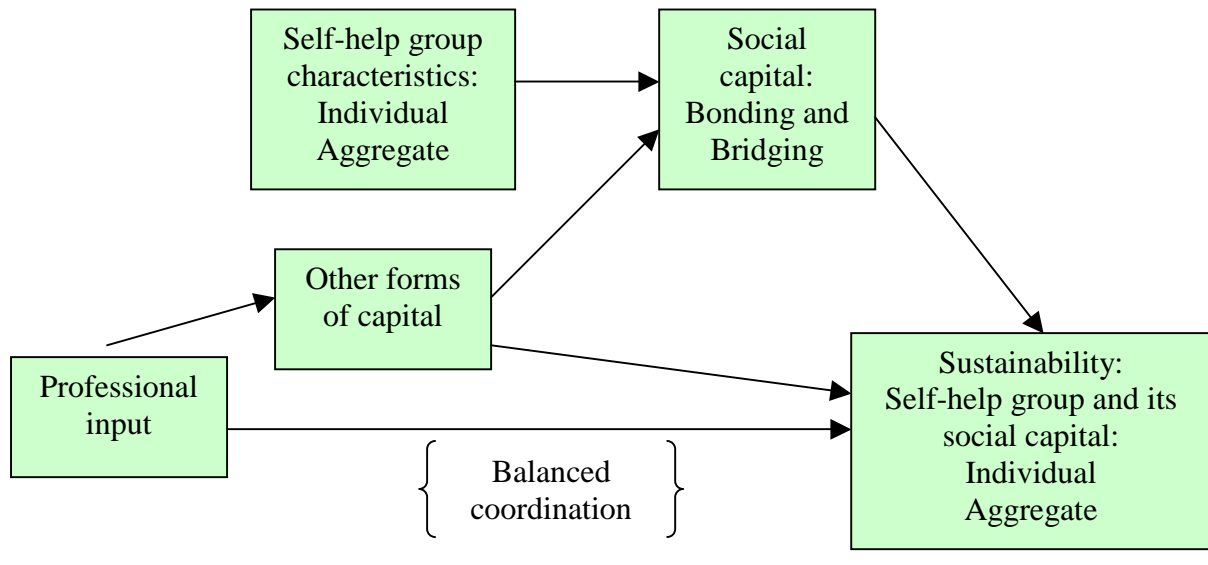 Self-help group
characteristics:
Individual
Aggregate
Social
capital:
Bonding and
Bridging
Other forms
of capital
Professional
input
Sustainability:
Self-help group and its
social capital:
Individual
Aggregate
Balanced
coordination